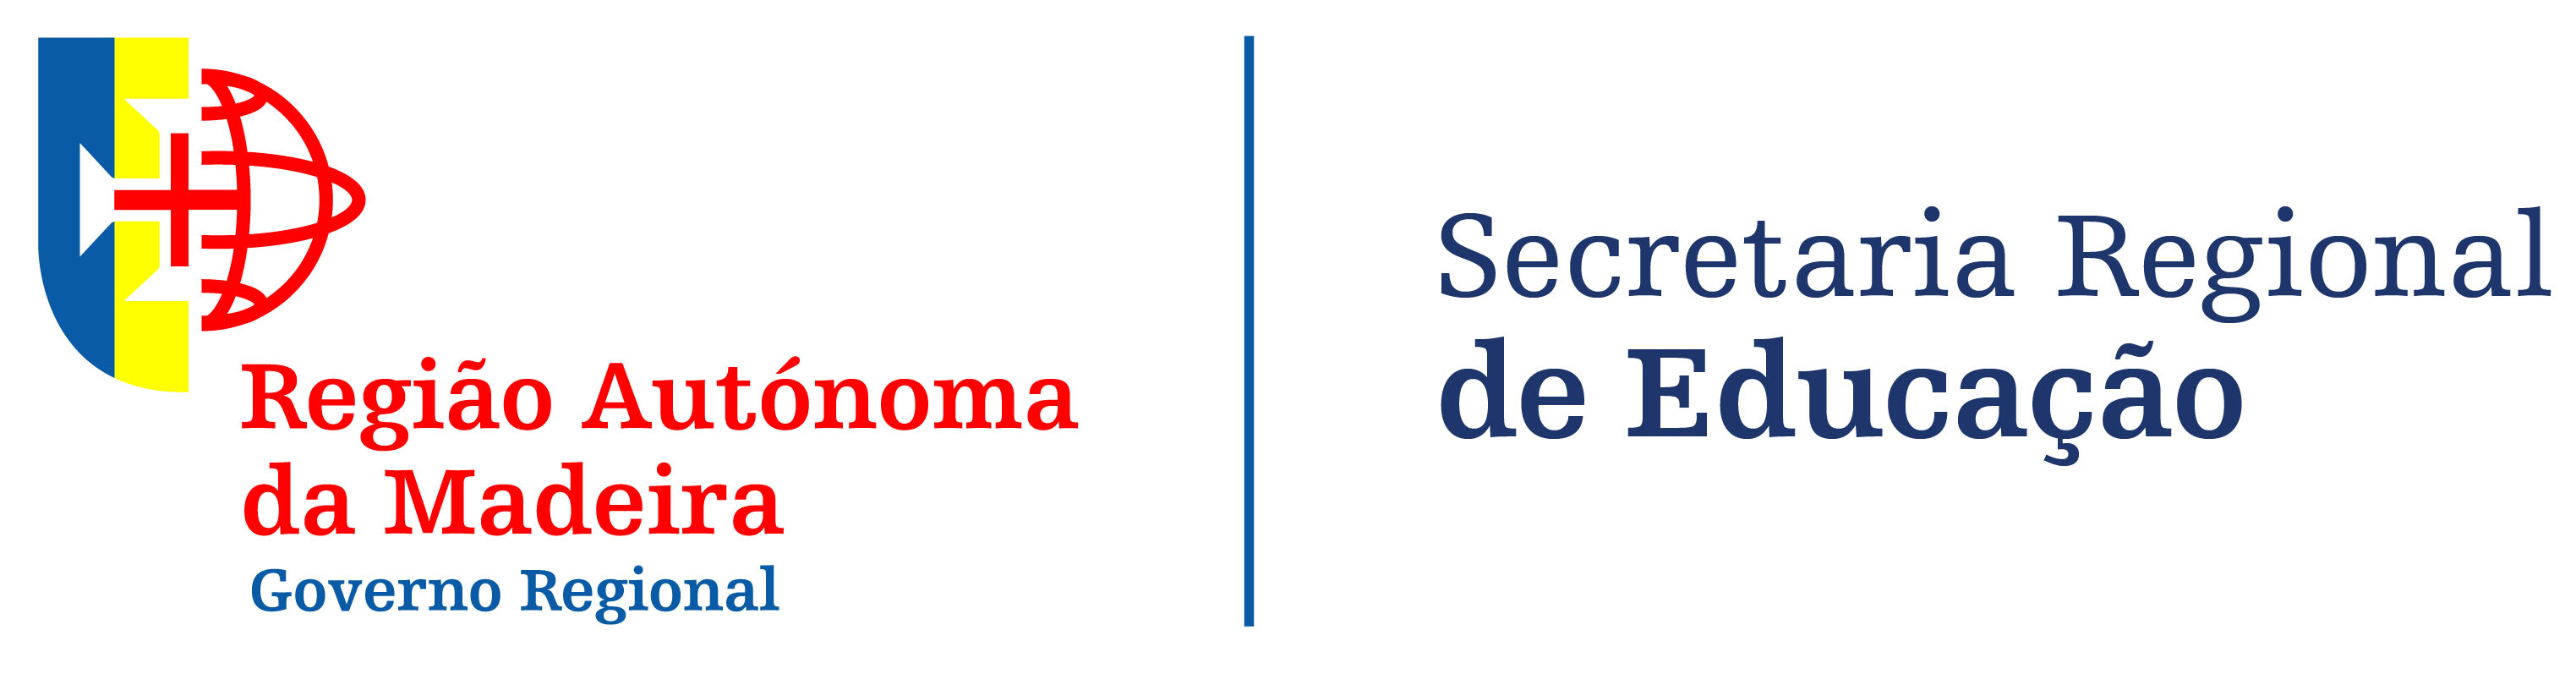 Região Autónoma
da Madeira
Governo Regional
Secretaria Regional
de Educação